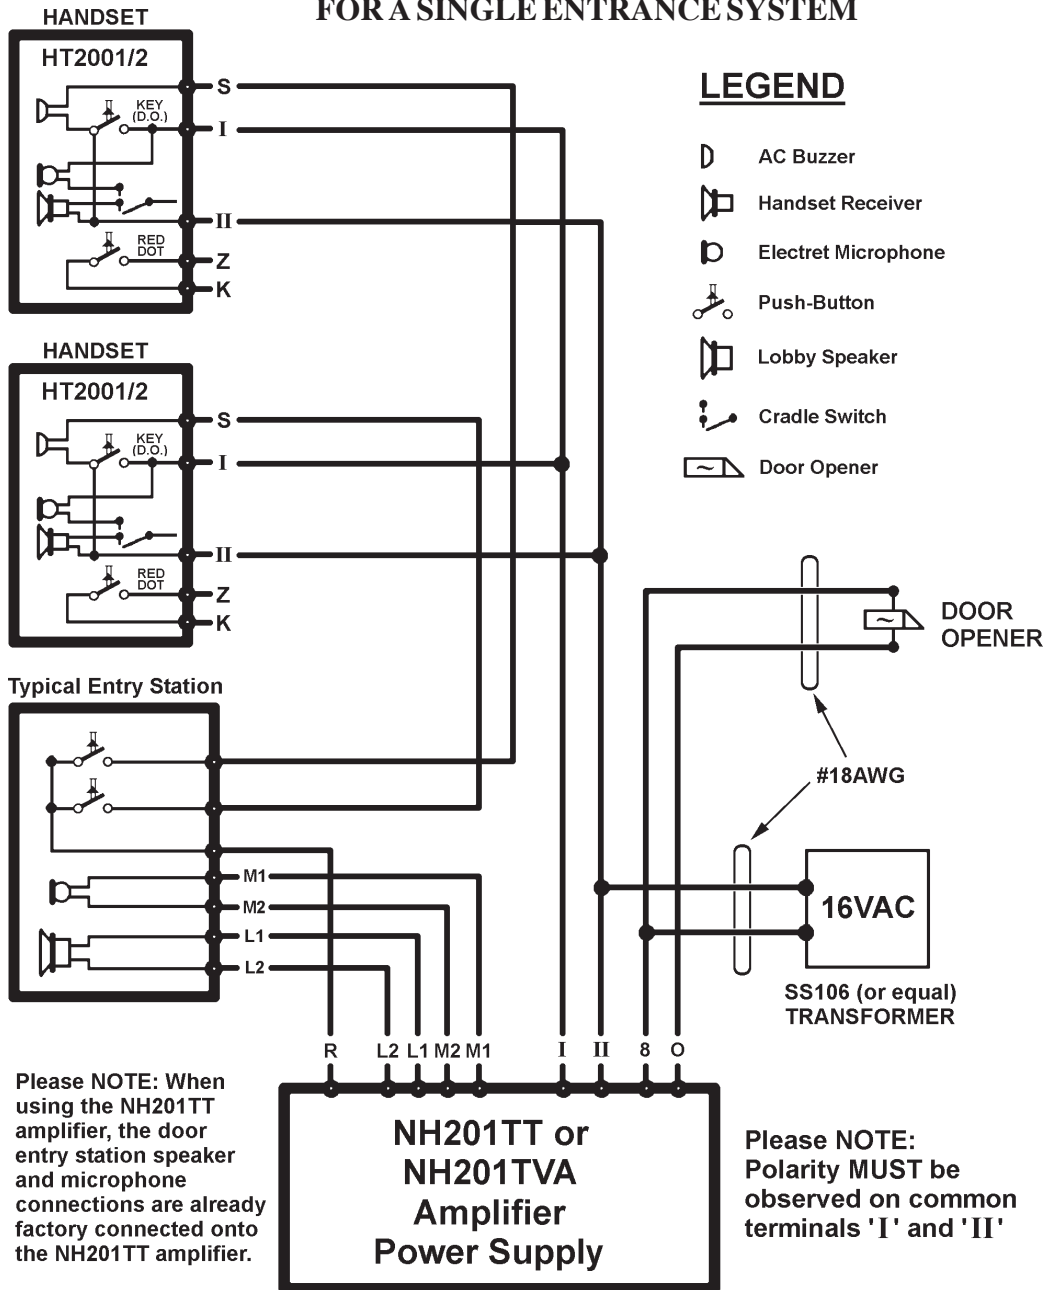 FOR A SINGLE ENTRANCE SYSTEM
HANDSET
HT2001/2
KEY
(D.O.)
RED
DOT
S
I
II
Z
K
HANDSET
HT2001/2
KEY
(D.O.)
RED
DOT
S
I
II
Z
K
LEGEND
AC Buzzer
Handset Receiver
Electret Microphone
Push-Button
Lobby Speaker
Cradle Switch
~ Door Opener
~
DOOR
OPENER
#18AWG
16VAC
SS106 (or equal)
TRANSFORMER
Typical Entry Station
M1
M2
L1
L2
R L2 L1 M2 M1 I II 8 O
Please NOTE: When
using the NH201TT
amplifier, the door
entry station speaker
and microphone
connections are already
factory connected onto
the NH201TT amplifier.
NH201TT or
NH201TVA
Amplifier
Power Supply
Please NOTE:
Polarity MUST be
observed on common
terminals 'I' and 'II'